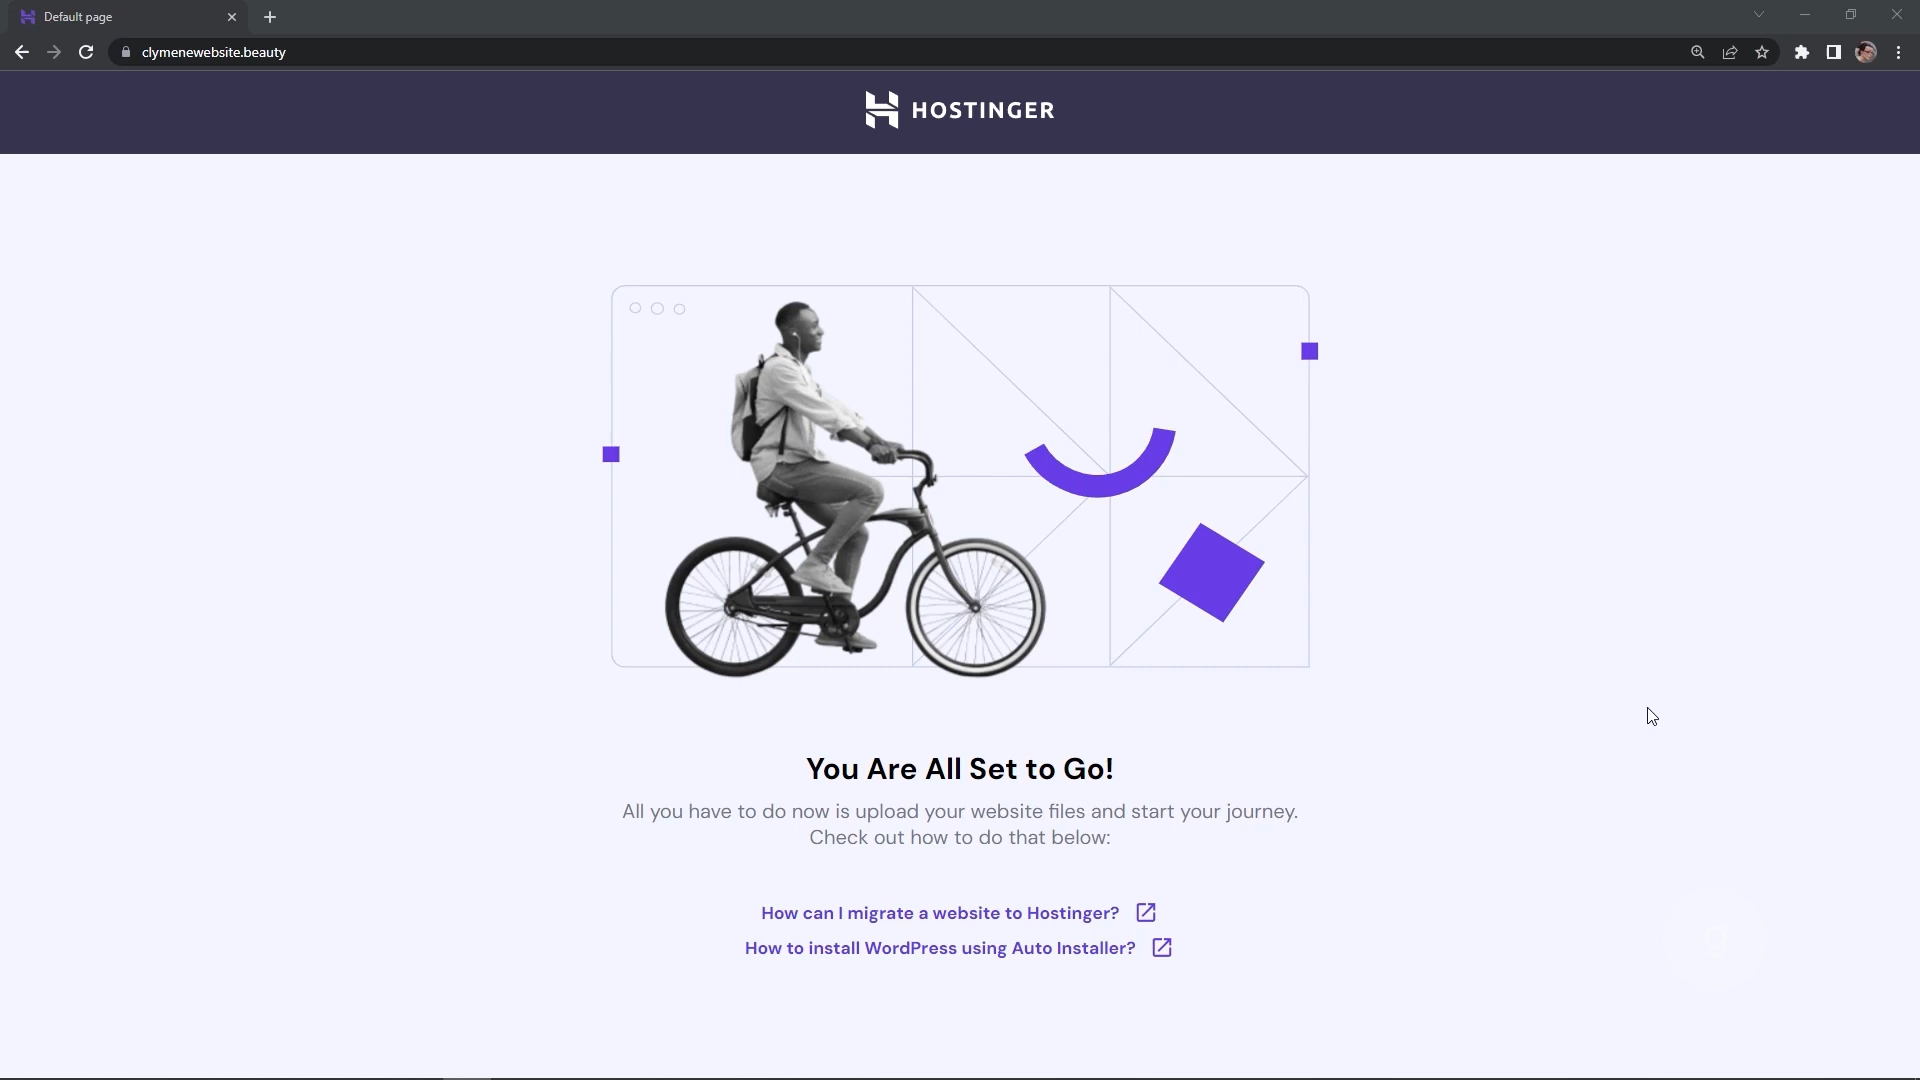 Default page
clymenewebsite.beauty
HOSTINGER
You Are All Set to Go!
All you have to do now is upload your website files and start your journey.
Check out how to do that below:
How can I migrate a website to Hostinger?
How to install WordPress using Auto Installer?